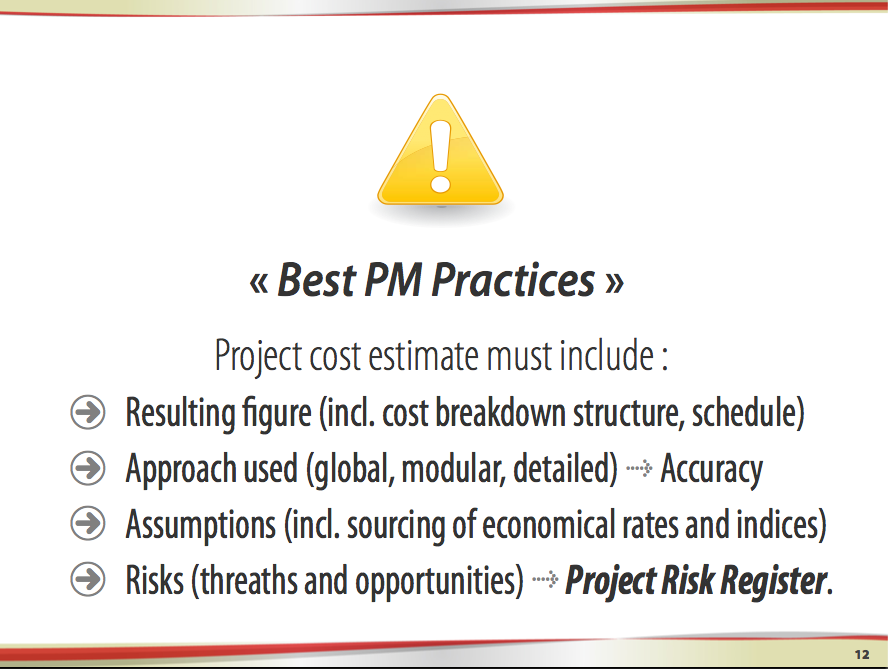 « Best PM Practices »
Project cost estimate must include :
Resulting figure (incl. cost breakdown structure, schedule)
Approach used (global, modular, detailed) ⇢ Accuracy
Assumptions (incl. sourcing of economical rates and indices)
Risks (threaths and opportunities) ⇢ Project Risk Register.
12